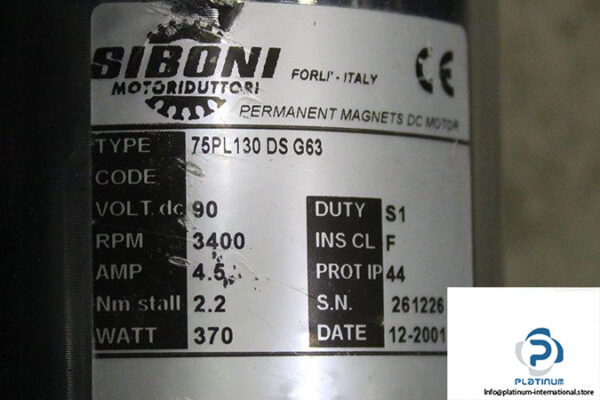 SIBONI
MOTORIDUTTORI
FORLI' - ITALY
CE
PERMANENT MAGNETS DC MOTOR
TYPE 75PL130 DS G63
CODE
VOLT. dc 90 DUTY S1
RPM 3400 INS CL F
AMP 4.5 PROT IP 44
Nm stall 2.2 S.N. 261226
WATT 370 DATE 12-2001
PLATINUM
Info@platinum-international.store